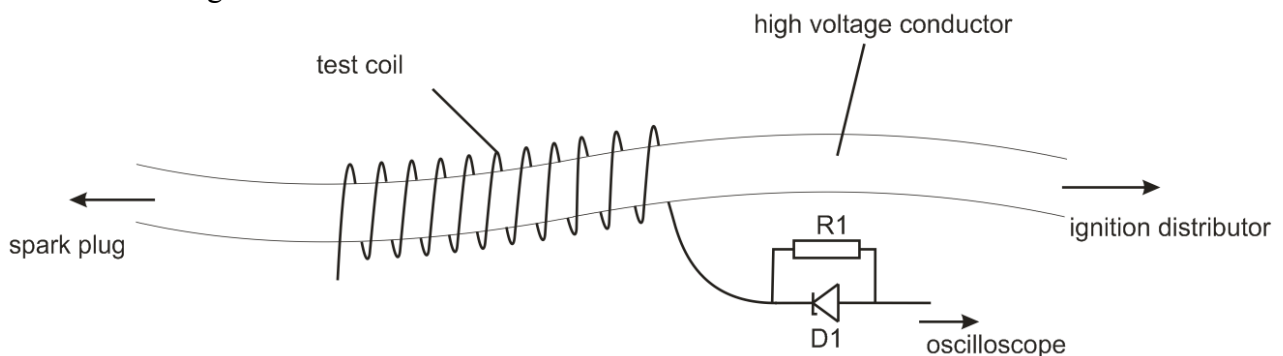 high voltage conductor
test coil
spark plug
ignition distributor
R1
D1
oscilloscope